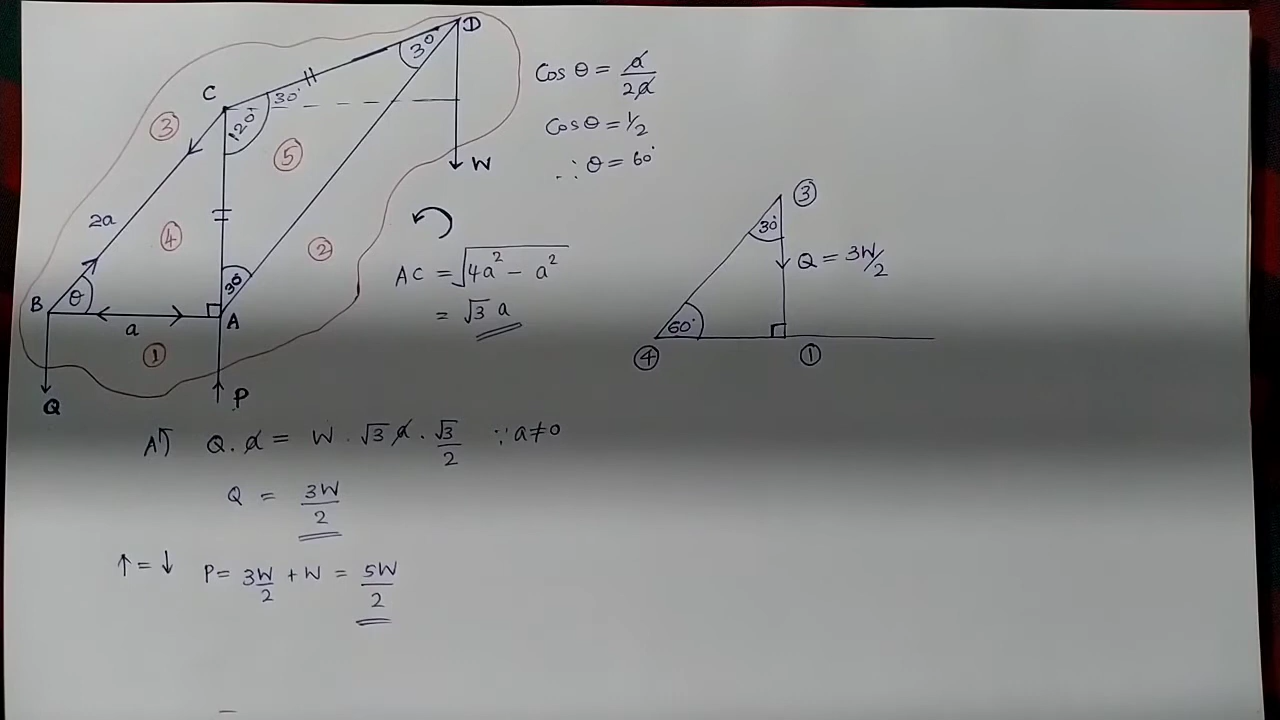 D
30°
C
30°
120°
③
⑤
W
2a
④
②
30°
B
θ
a
A
①
Q
P
Cos θ = a/2a
Cos θ = 1/2
∴ θ = 60°
AC = √(4a² − a²)
= √3 a
③
30°
Q = 3W/2
60°
④
①
A↰ Q . a = W . √3 a . √3/2 ∵ a ≠ 0
Q = 3W/2
↑ = ↓ P = 3W/2 + W = 5W/2